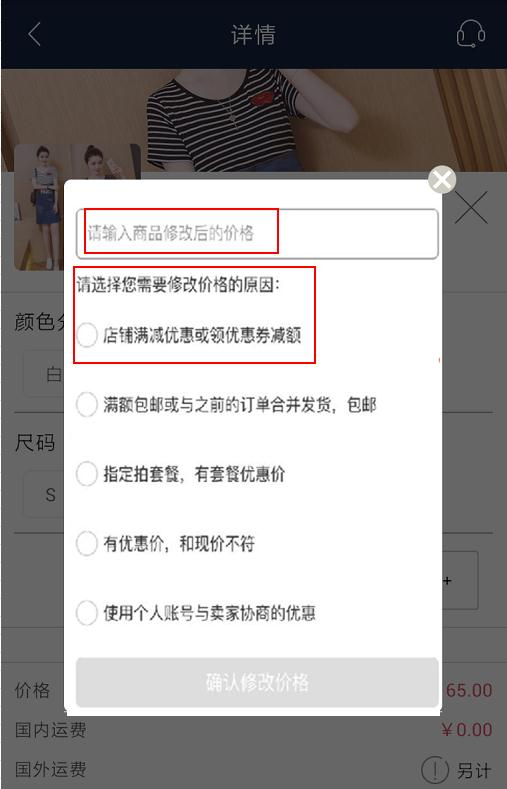 详情
请输入商品修改后的价格
请选择您需要修改价格的原因：
店铺满减优惠或领优惠券减额
颜色分
白
满额包邮或与之前的订单合并发货，包邮
尺码
指定拍套餐，有套餐优惠价
S
有优惠价，和现价不符
+
使用个人账号与卖家协商的优惠
确认修改价格
价格 65.00
国内运费 ￥0.00
国外运费 ! 另计